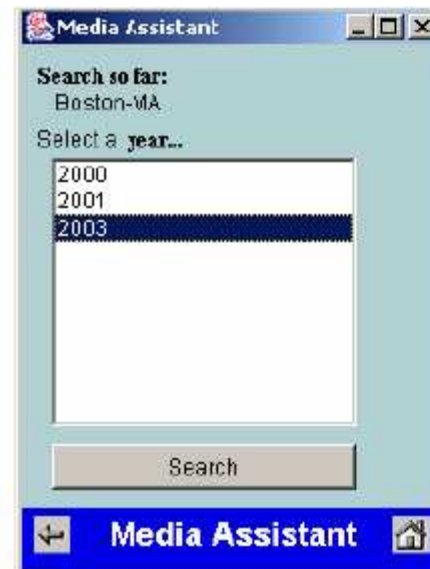 Media Assistant
Search so far:
Boston-MA
Select a year...
2000
2001
2003
Search
Media Assistant